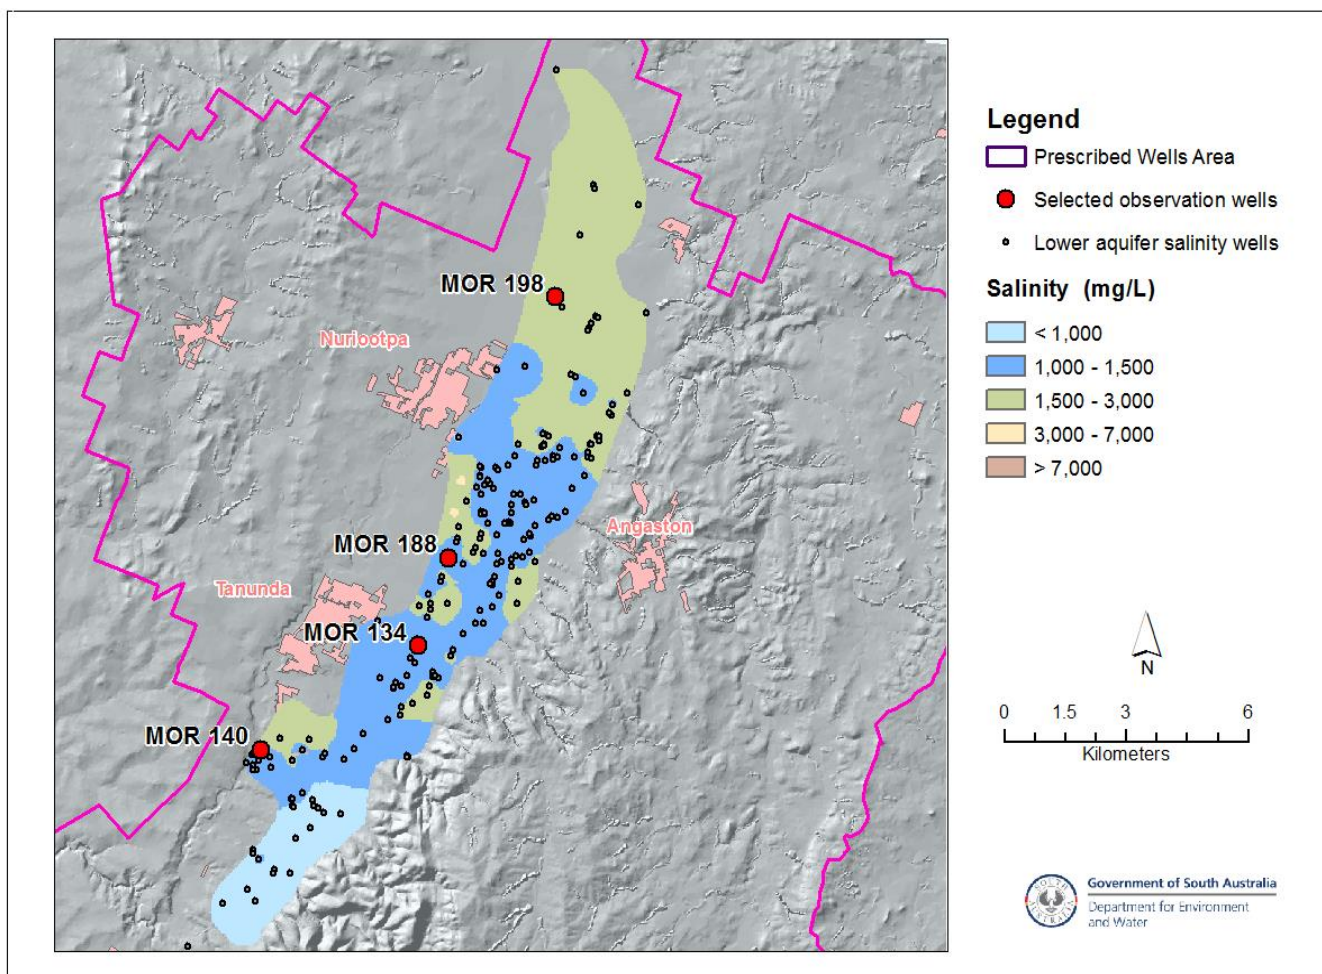 MOR 198
Nuriootpa
MOR 188
Angaston
Tanunda
MOR 134
MOR 140
Legend
Prescribed Wells Area
Selected observation wells
Lower aquifer salinity wells
Salinity (mg/L)
< 1,000
1,000 - 1,500
1,500 - 3,000
3,000 - 7,000
> 7,000
N
0 1.5 3 6
Kilometers
SOUTH AUSTRALIA
Government of South Australia
Department for Environment
and Water